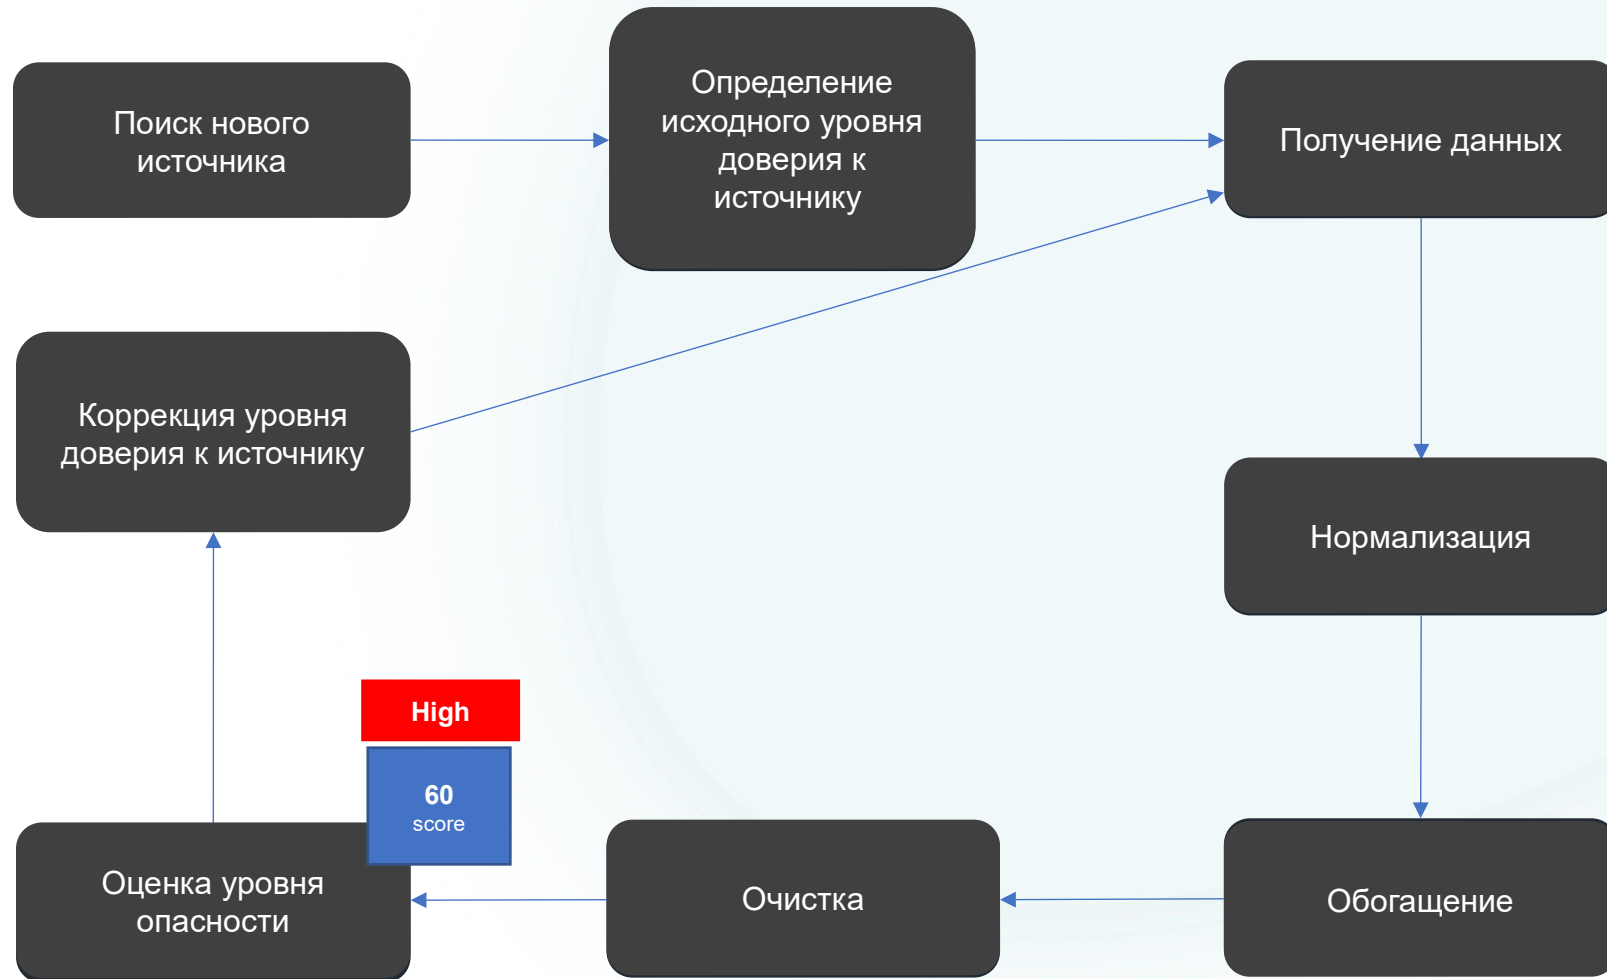 Поиск нового
источника
Определение
исходного уровня
доверия к
источнику
Получение данных
Коррекция уровня
доверия к источнику
Нормализация
High
60
score
Оценка уровня
опасности
Очистка
Обогащение